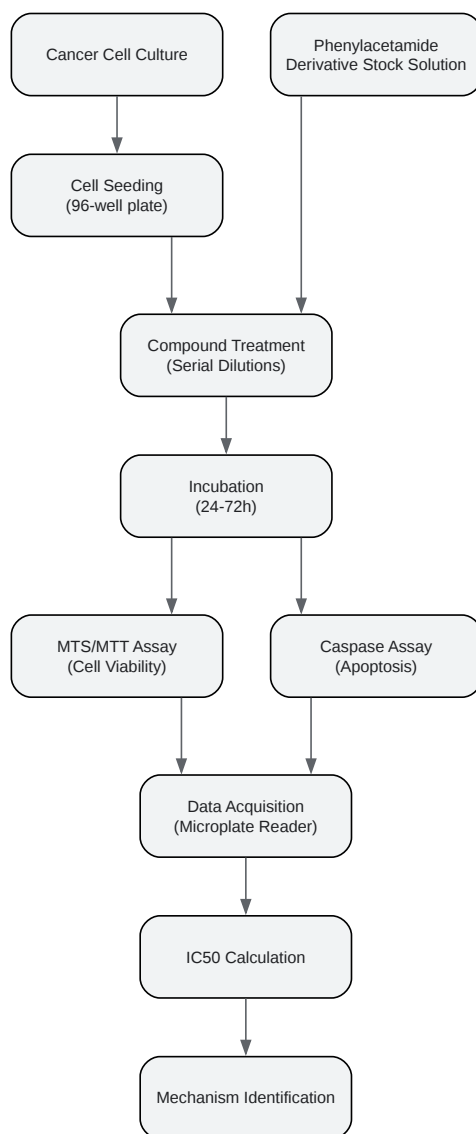 Cancer Cell Culture
Phenylacetamide
Derivative Stock Solution
Cell Seeding
(96-well plate)
Compound Treatment
(Serial Dilutions)
Incubation
(24-72h)
MTS/MTT Assay
(Cell Viability)
Caspase Assay
(Apoptosis)
Data Acquisition
(Microplate Reader)
IC50 Calculation
Mechanism Identification